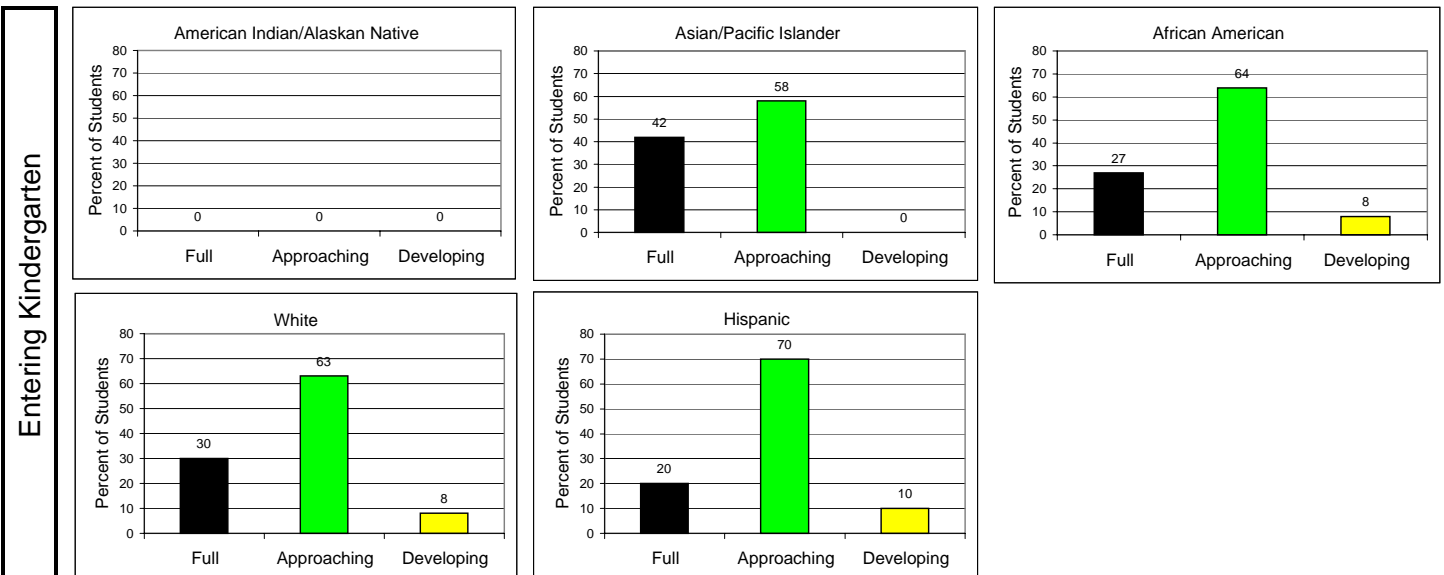 Entering Kindergarten
American Indian/Alaskan Native
Percent of Students
80
70
60
50
40
30
20
10
0
0 0 0
Full Approaching Developing
Asian/Pacific Islander
Percent of Students
80
70
60
50
40
30
20
10
0
42 58 0
Full Approaching Developing
African American
Percent of Students
80
70
60
50
40
30
20
10
0
27 64 8
Full Approaching Developing
White
Percent of Students
80
70
60
50
40
30
20
10
0
30 63 8
Full Approaching Developing
Hispanic
Percent of Students
80
70
60
50
40
30
20
10
0
20 70 10
Full Approaching Developing